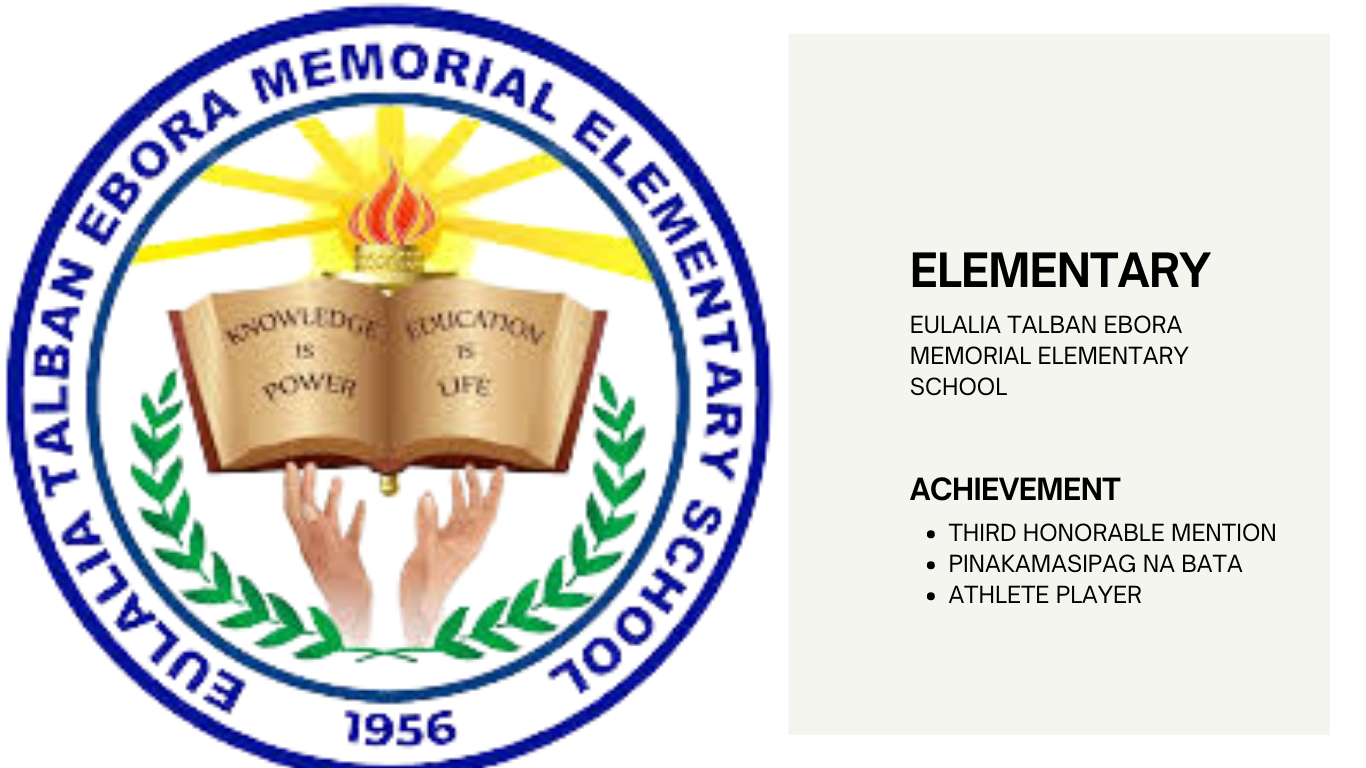 EULALIA TALBAN EBORA MEMORIAL ELEMENTARY SCHOOL
KNOWLEDGE
IS
POWER
EDUCATION
IS
LIFE
1956
ELEMENTARY
EULALIA TALBAN EBORA
MEMORIAL ELEMENTARY
SCHOOL
ACHIEVEMENT
• THIRD HONORABLE MENTION
• PINAKAMASIPAG NA BATA
• ATHLETE PLAYER